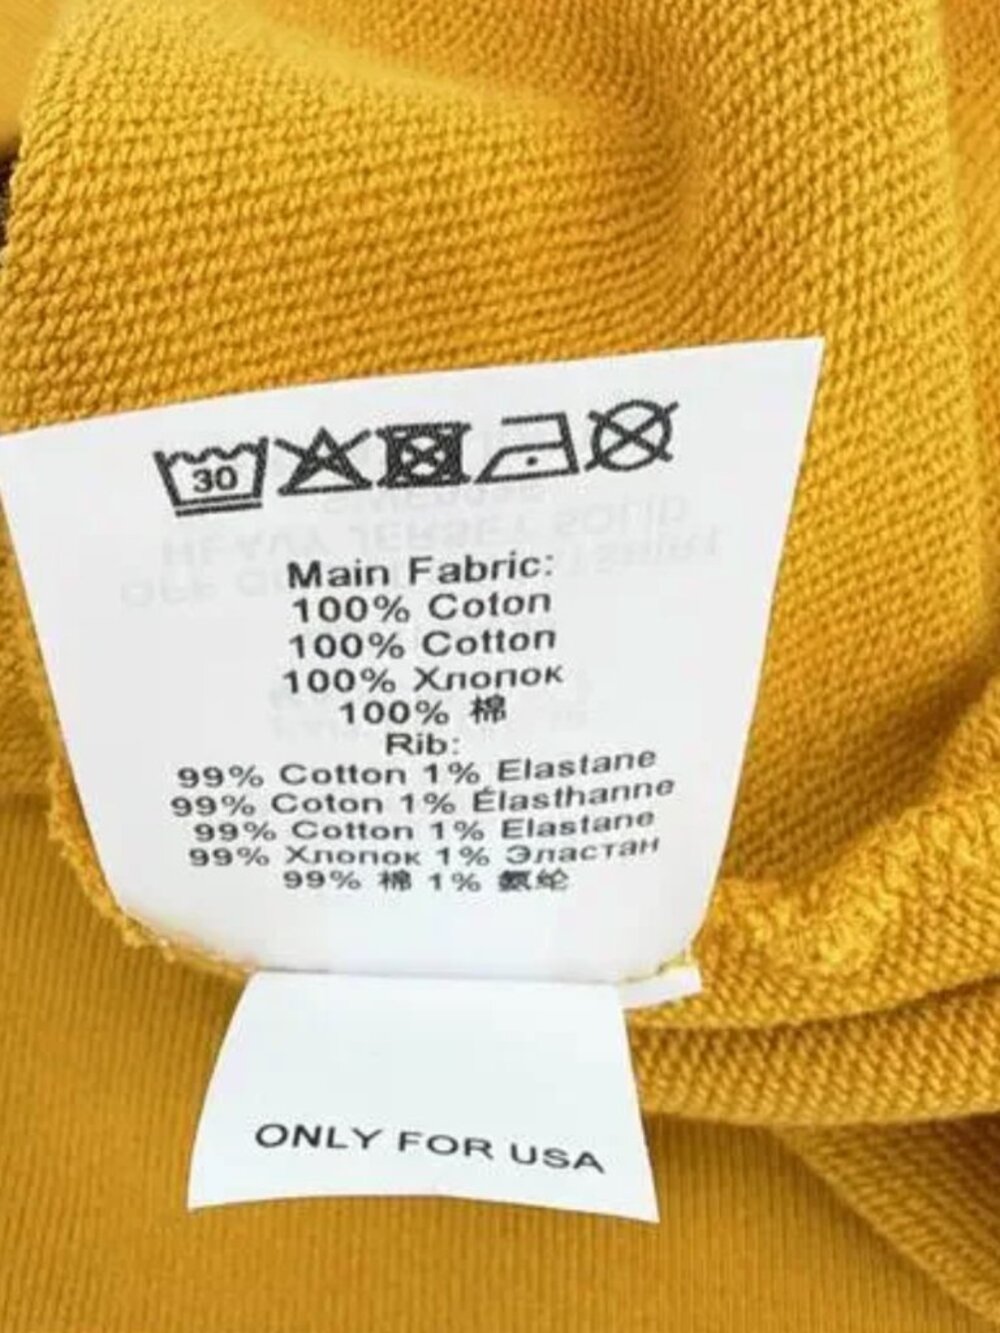 30
Main Fabric:
100% Coton
100% Cotton
100% Хлопок
100% 棉
Rib:
99% Cotton 1% Elastane
99% Coton 1% Élasthanne
99% Cotton 1% Elastane
99% Хлопок 1% Эластан
99% 棉 1% 氨纶
ONLY FOR USA